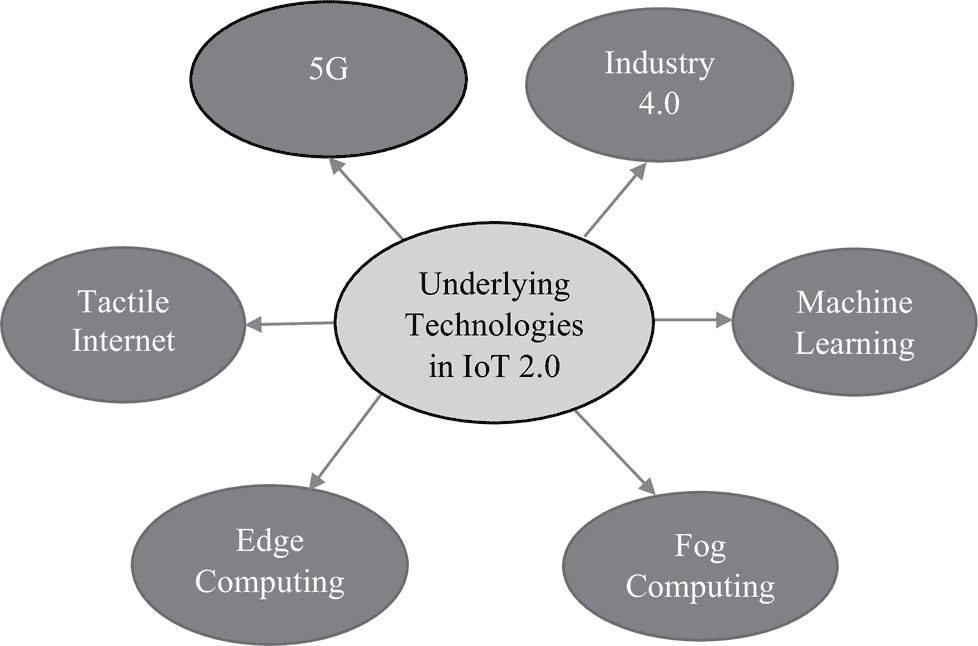 5G
Industry
4.0
Underlying
Technologies
in IoT 2.0
Tactile
Internet
Machine
Learning
Edge
Computing
Fog
Computing